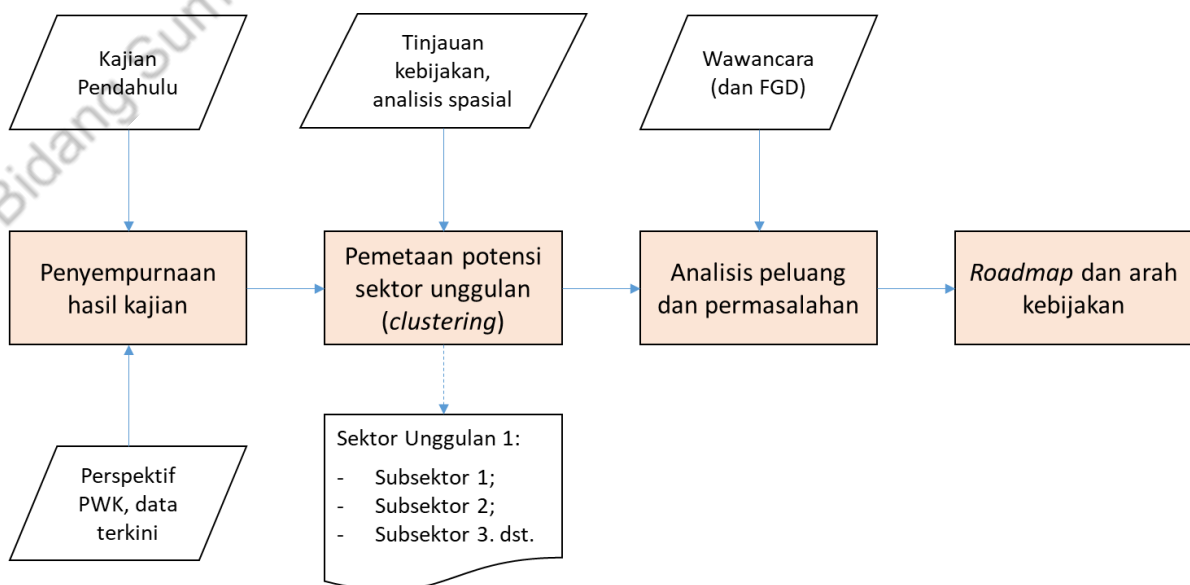 Kajian
Pendahulu
Tinjauan
kebijakan,
analisis spasial
Wawancara
(dan FGD)
Bidang Sum
Penyempurnaan
hasil kajian
Pemetaan potensi
sektor unggulan
(clustering)
Analisis peluang
dan permasalahan
Roadmap dan arah
kebijakan
Perspektif
PWK, data
terkini
Sektor Unggulan 1:
- Subsektor 1;
- Subsektor 2;
- Subsektor 3. dst.